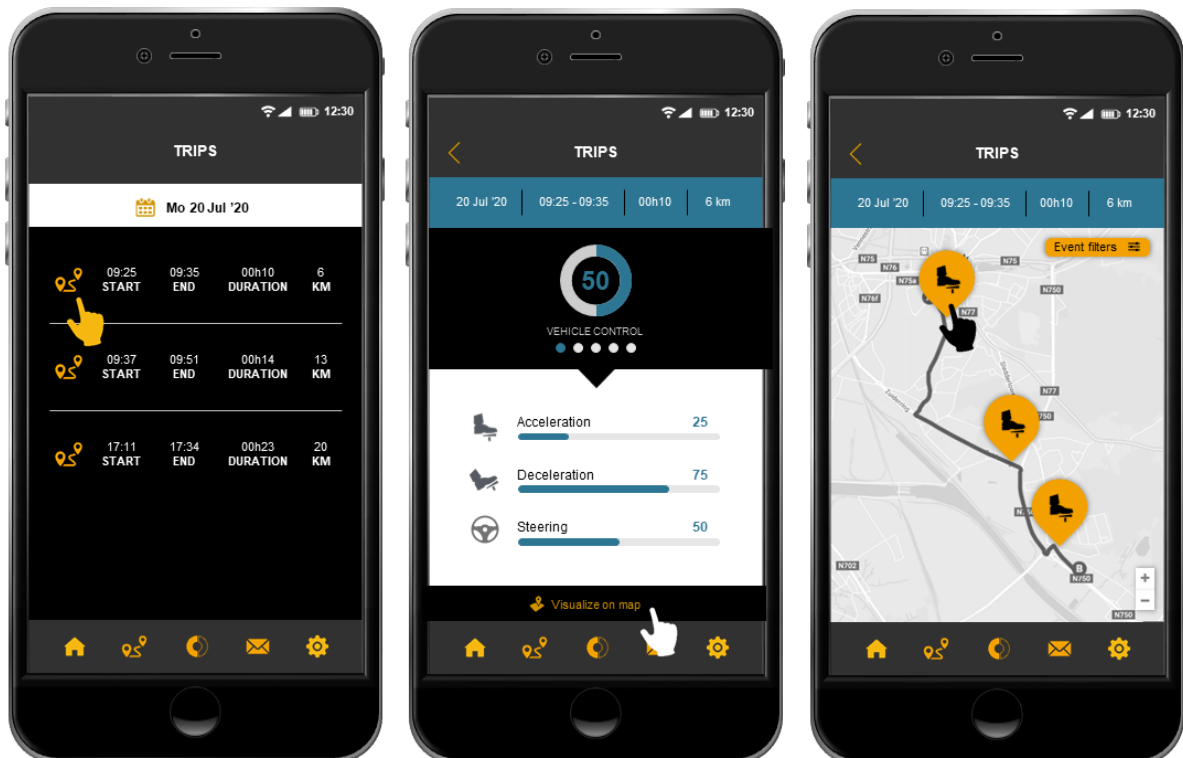 12:30
TRIPS
Mo 20 Jul '20
09:25 09:35 00h10 6
START END DURATION KM
09:37 09:51 00h14 13
START END DURATION KM
17:11 17:34 00h23 20
START END DURATION KM
12:30
TRIPS
20 Jul '20 09:25 - 09:35 00h10 6 km
50
VEHICLE CONTROL
Acceleration 25
Deceleration 75
Steering 50
Visualize on map
12:30
TRIPS
20 Jul '20 09:25 - 09:35 00h10 6 km
Event filters
N75
N76
N75
N75a
N76f
N750
N77
N77
750
N702
B
N750
+
−
N750